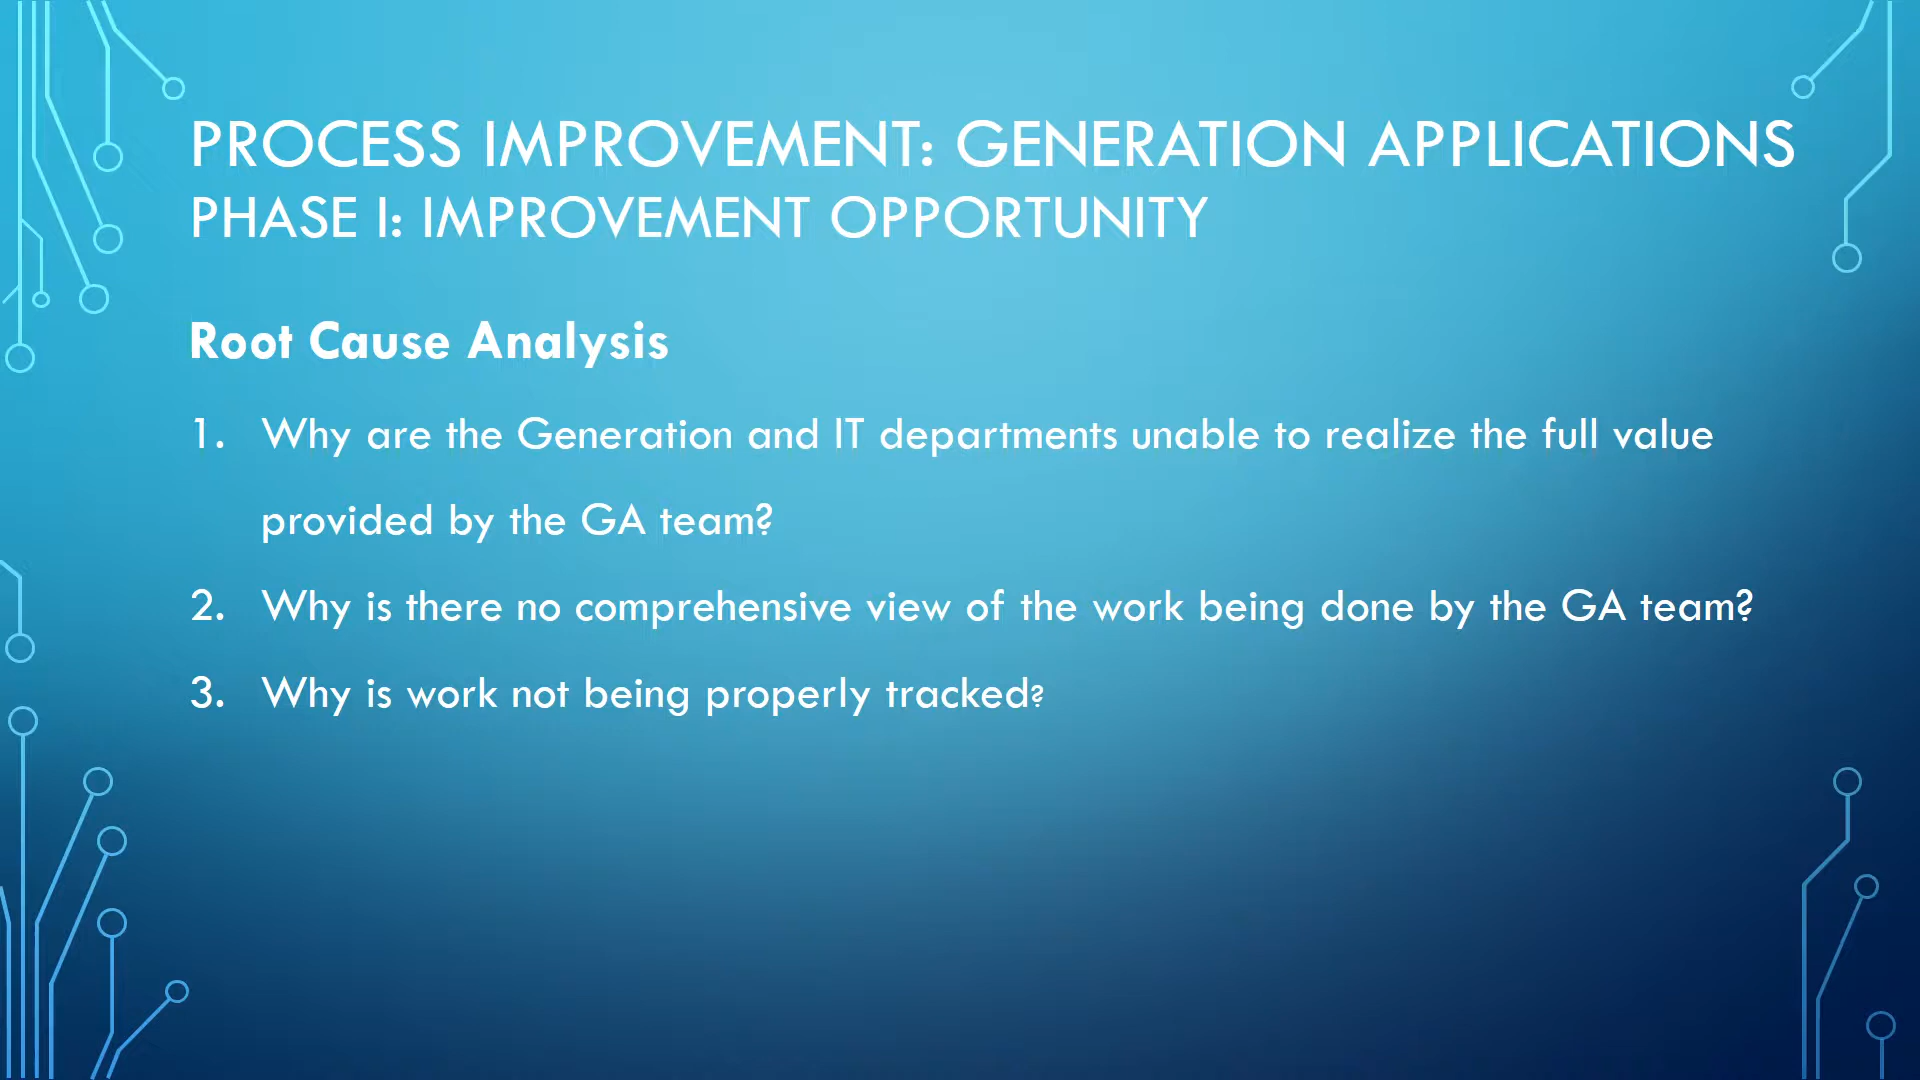 PROCESS IMPROVEMENT: GENERATION APPLICATIONS
PHASE I: IMPROVEMENT OPPORTUNITY
Root Cause Analysis
1. Why are the Generation and IT departments unable to realize the full value
provided by the GA team?
2. Why is there no comprehensive view of the work being done by the GA team?
3. Why is work not being properly tracked?